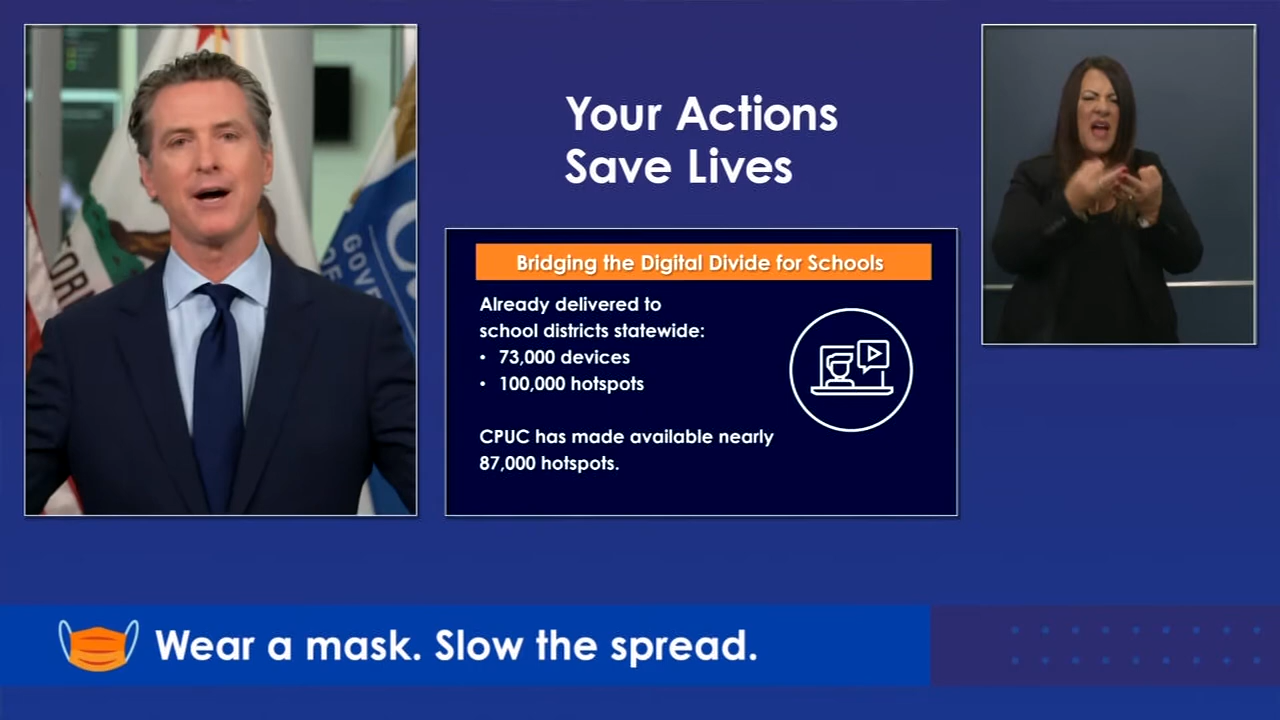 Your Actions
Save Lives
Bridging the Digital Divide for Schools
Already delivered to
school districts statewide:
• 73,000 devices
• 100,000 hotspots
CPUC has made available nearly
87,000 hotspots.
Wear a mask. Slow the spread.